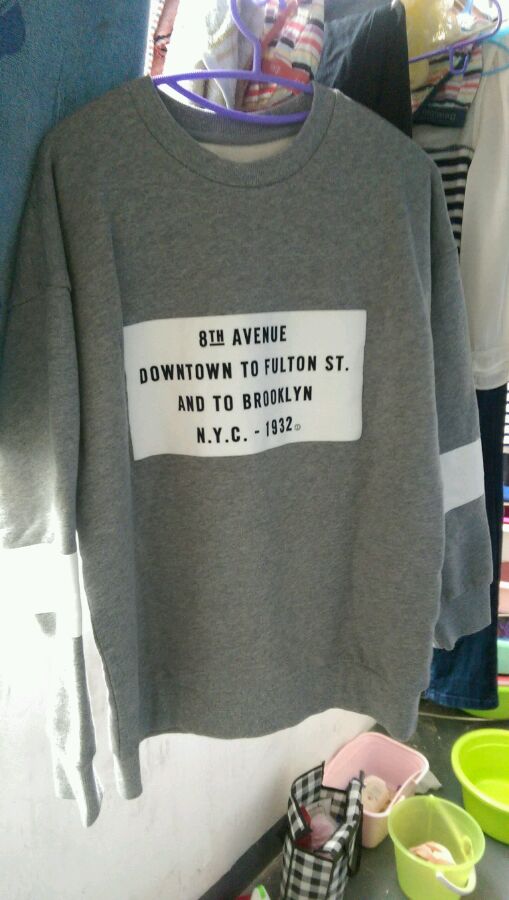 8TH AVENUE
DOWNTOWN TO FULTON ST.
AND TO BROOKLYN
N.Y.C. - 1932